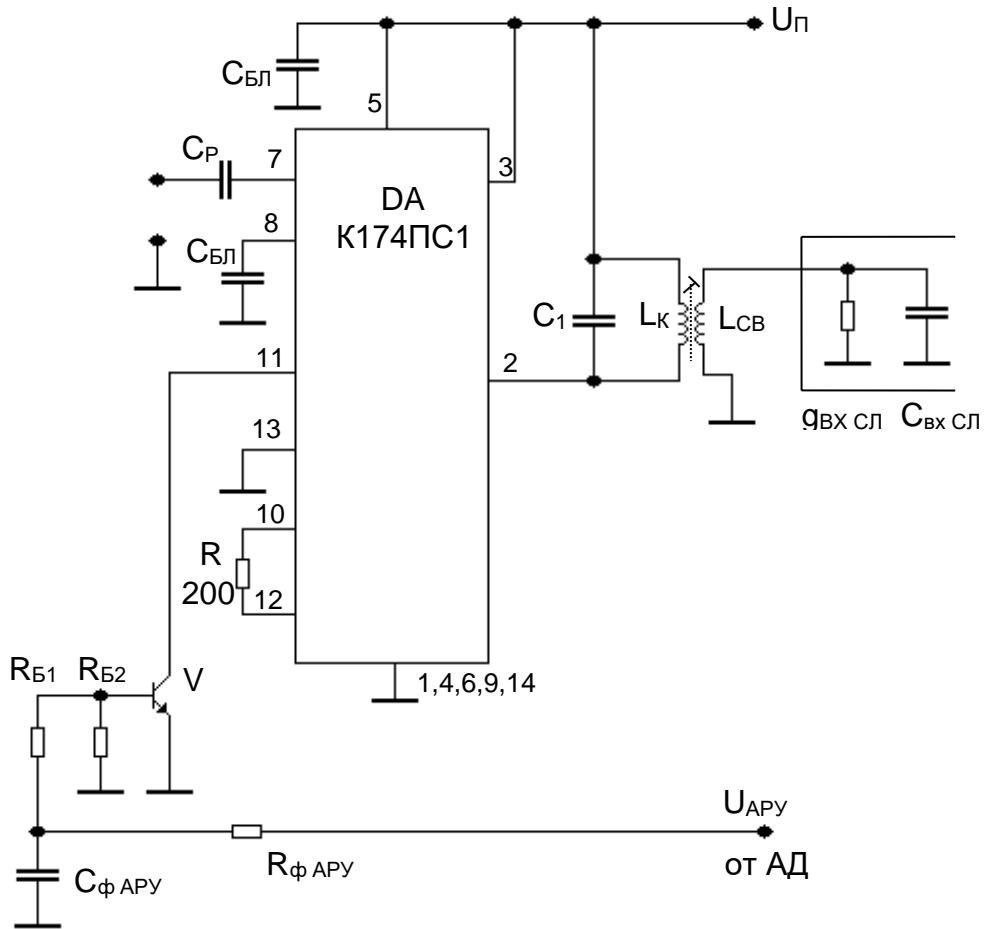 UП
CБЛ
5
CР
7
3
DA
К174ПС1
8
CБЛ
C1
LК
LСВ
11
2
gВХ СЛ
Cвх СЛ
13
10
R
200
12
RБ1
RБ2
V
1,4,6,9,14
UАРУ
Rф АРУ
от АД
Cф АРУ